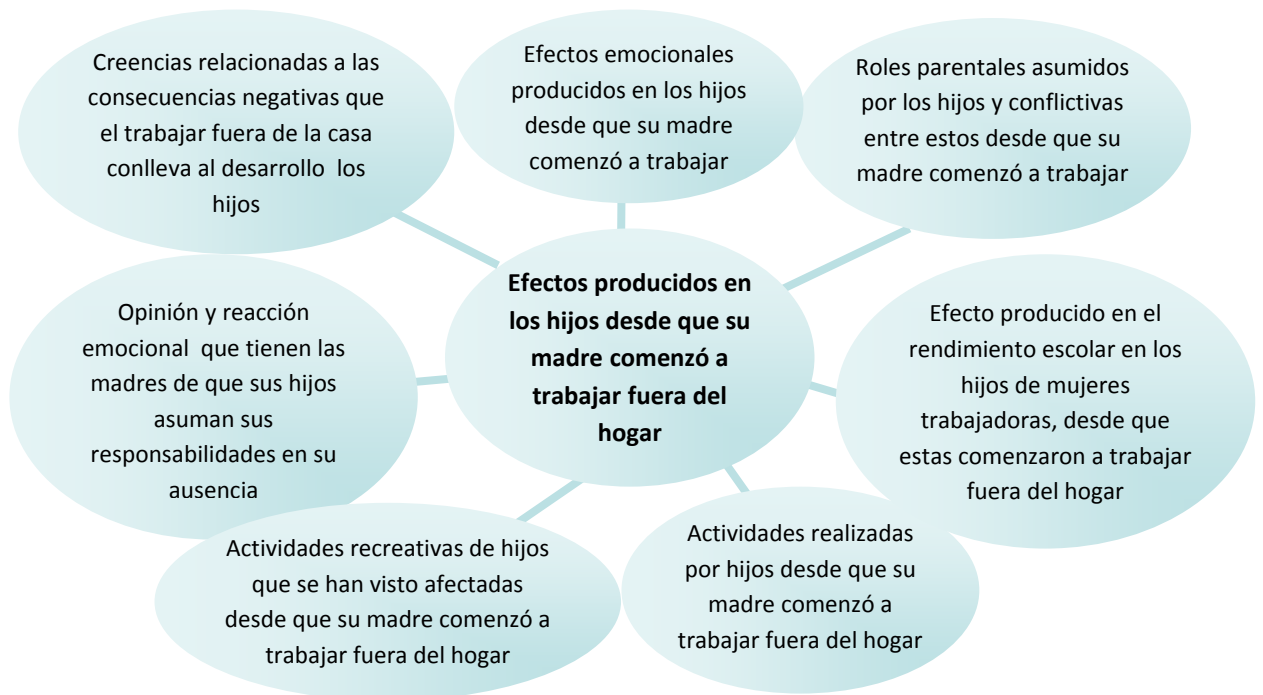 Creencias relacionadas a las
consecuencias negativas que
el trabajar fuera de la casa
conlleva al desarrollo  los
hijos
Efectos emocionales
producidos en los hijos
desde que su madre
comenzó a trabajar
Roles parentales asumidos
por los hijos y conflictivas
entre estos desde que su
madre comenzó a trabajar
Efectos producidos en
los hijos desde que su
madre comenzó a
trabajar fuera del
hogar
Opinión y reacción
emocional  que tienen las
madres de que sus hijos
asuman sus
responsabilidades en su
ausencia
Efecto producido en el
rendimiento escolar en los
hijos de mujeres
trabajadoras, desde que
estas comenzaron a trabajar
fuera del hogar
Actividades recreativas de hijos
que se han visto afectadas
desde que su madre comenzó a
trabajar fuera del hogar
Actividades realizadas
por hijos desde que su
madre comenzó a
trabajar fuera del hogar